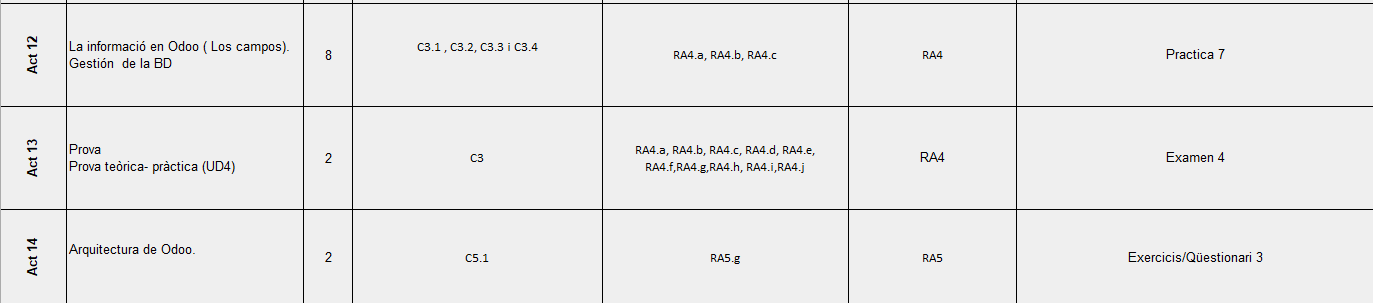 Act 12
La informació en Odoo ( Los campos).
Gestión  de la BD
8
C3.1 , C3.2, C3.3 i C3.4
RA4.a, RA4.b, RA4.c
RA4
Practica 7
Act 13
Prova
Prova teòrica- pràctica (UD4)
2
C3
RA4.a, RA4.b, RA4.c, RA4.d, RA4.e,
RA4.f,RA4.g,RA4.h, RA4.i,RA4.j
RA4
Examen 4
Act 14
Arquitectura de Odoo.
2
C5.1
RA5.g
RA5
Exercicis/Qüestionari 3